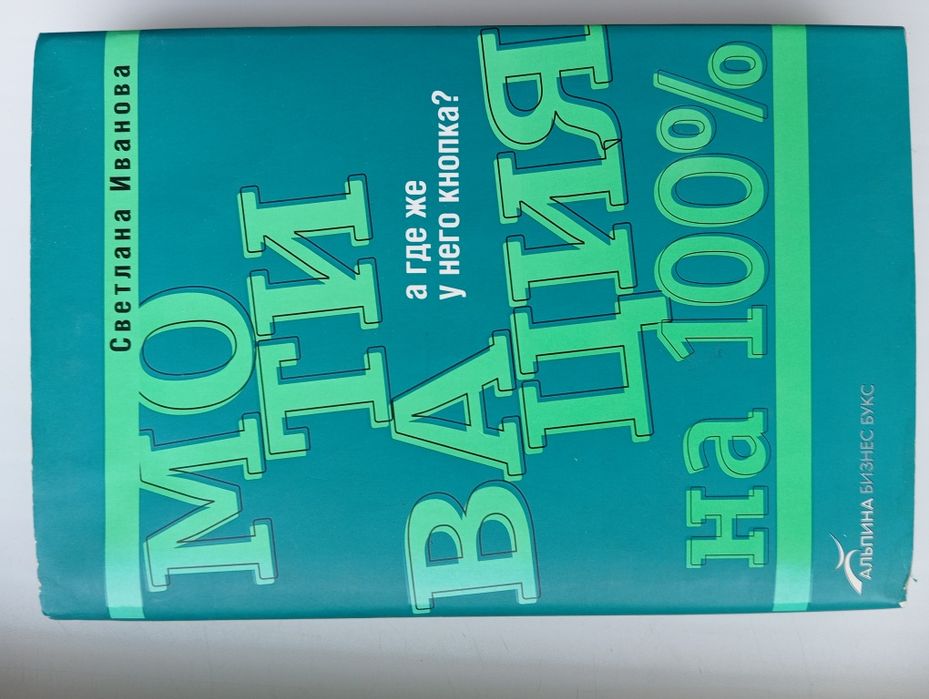 Светлана Иванова
МО
ТИ
ВА
ЦИЯ
а где же
у него кнопка?
на 100%
АЛЬПИНА БИЗНЕС БУКС